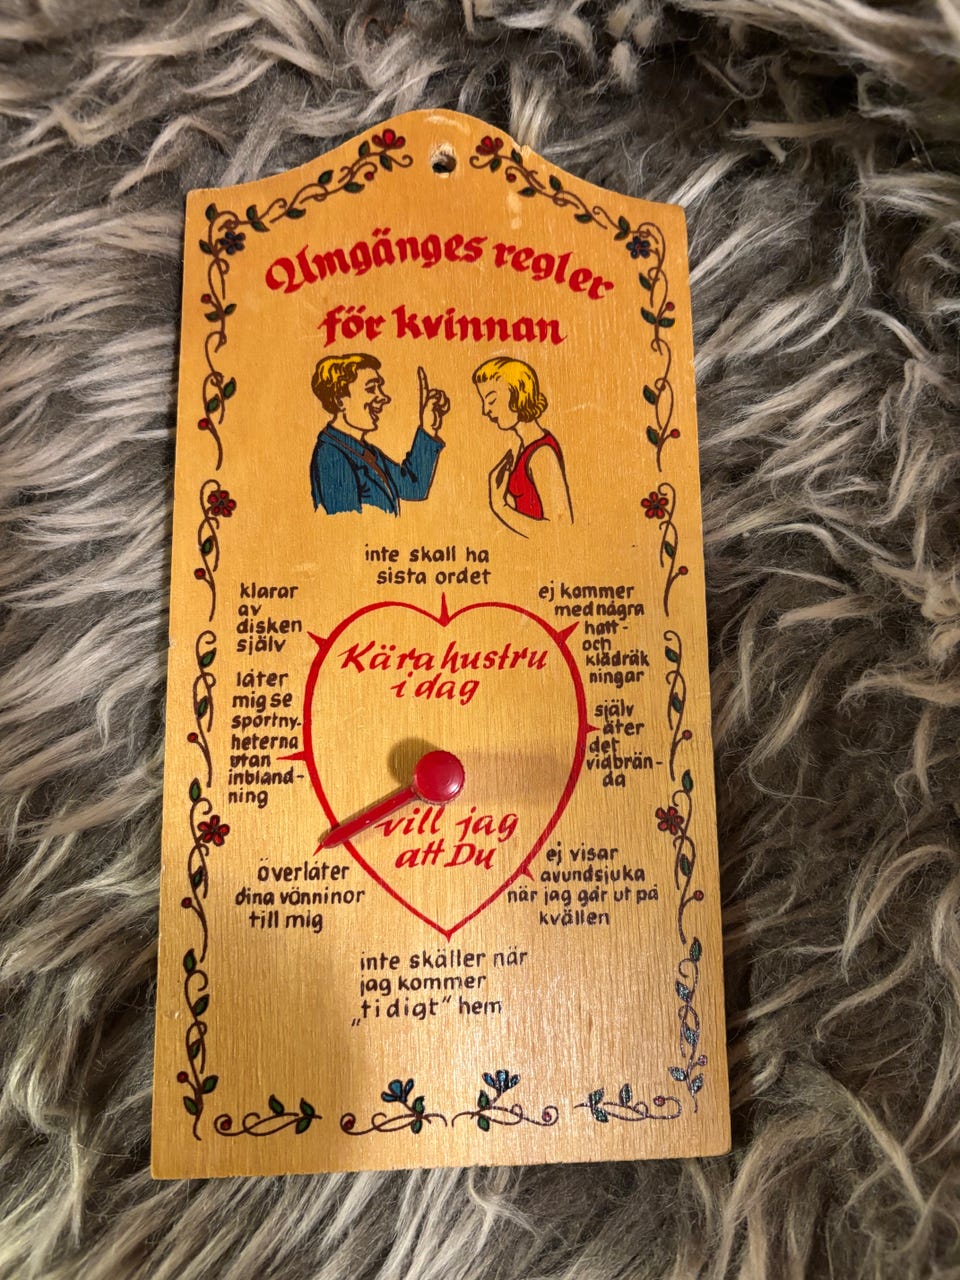 Umgänges regler
för kvinnan
inte skall ha
sista ordet
ej kommer
med några
hatt-
och
klädräk
ningar
själv
äter
det
vidbrän-
da
ej visar
avundsjuka
när jag går ut på
kvällen
inte skäller när
jag kommer
„tidigt" hem
överlåter
dina vönninor
till mig
låter
mig se
sportny-
heterna
utan
inbland-
ning
klarar
av
disken
själv
Kära hustru
i dag
vill jag
att Du